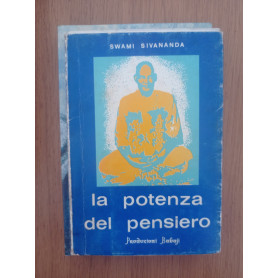 SWAMI SIVANANDA
la potenza
del pensiero